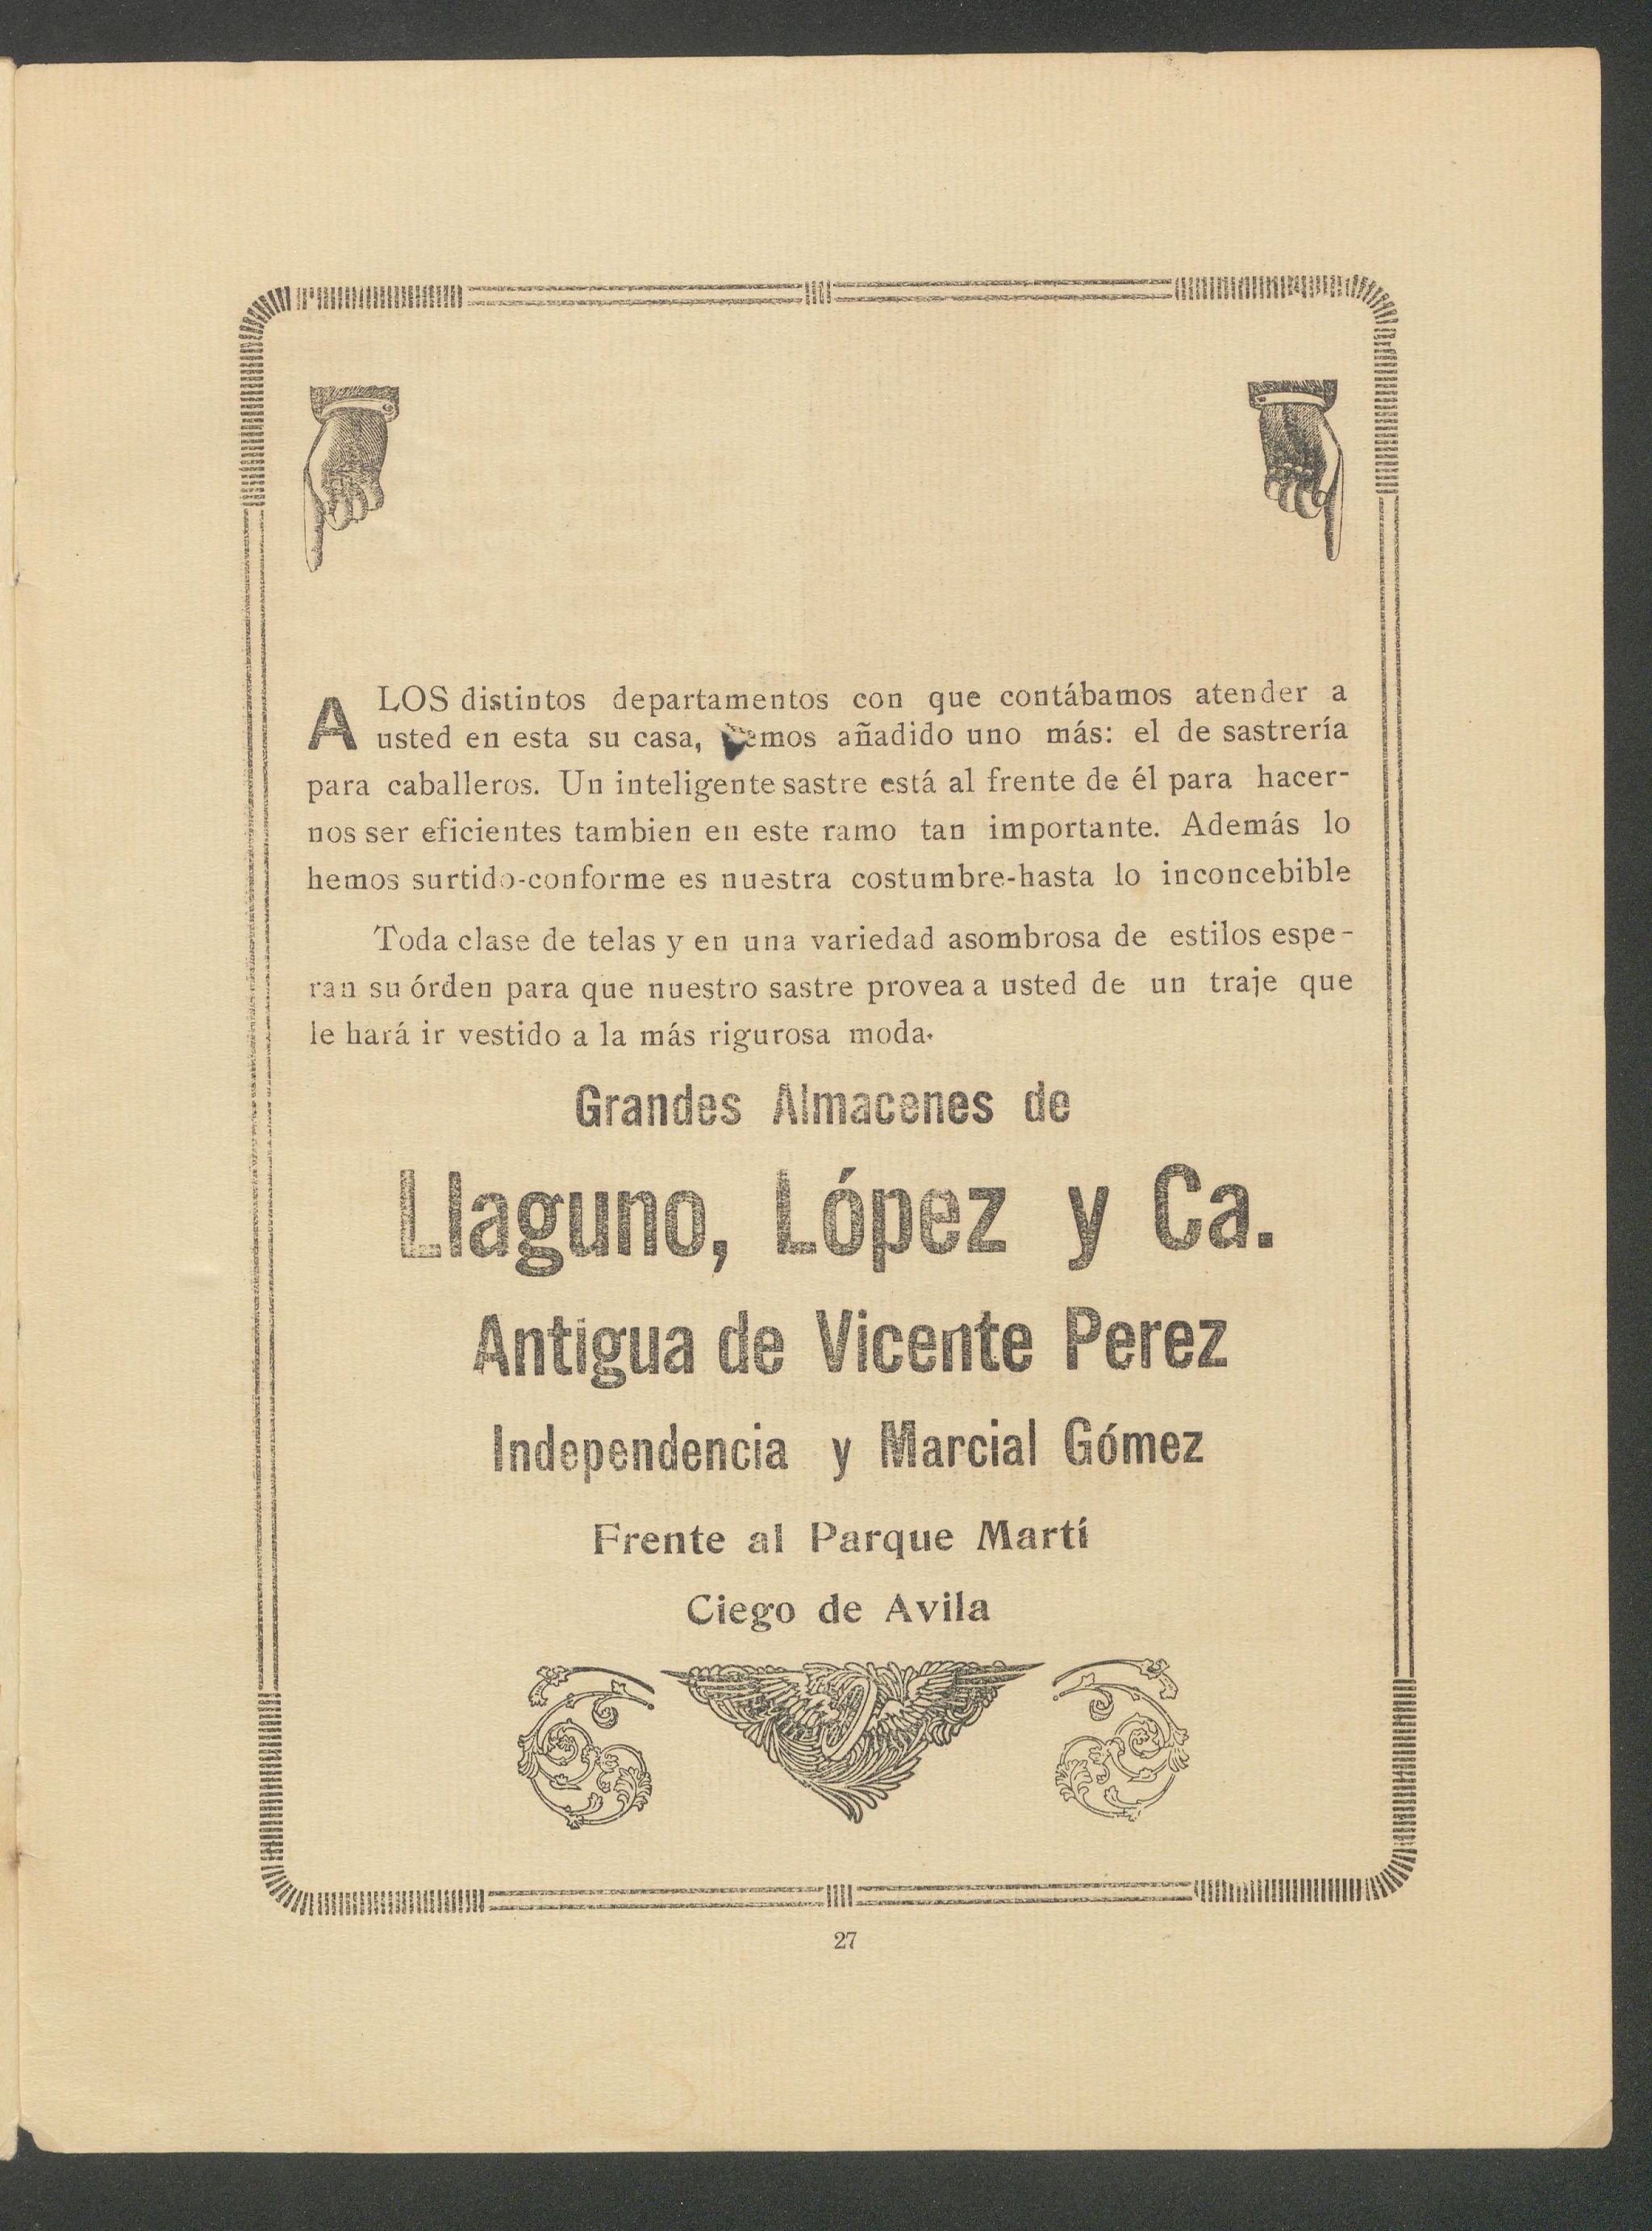 A LOS distintos departamentos con que contábamos atender a
usted en esta su casa, hemos añadido uno más: el de sastrería
para caballeros. Un inteligente sastre está al frente de él para hacer-
nos ser eficientes tambien en este ramo tan importante. Además lo
hemos surtido-conforme es nuestra costumbre-hasta lo inconcebible
Toda clase de telas y en una variedad asombrosa de estilos espe-
ran su órden para que nuestro sastre provea a usted de un traje que
le hará ir vestido a la más rigurosa moda.
Grandes Almacenes de
Llaguno, López y Ca.
Antigua de Vicente Perez
Independencia y Marcial Gómez
Frente al Parque Martí
Ciego de Avila
27